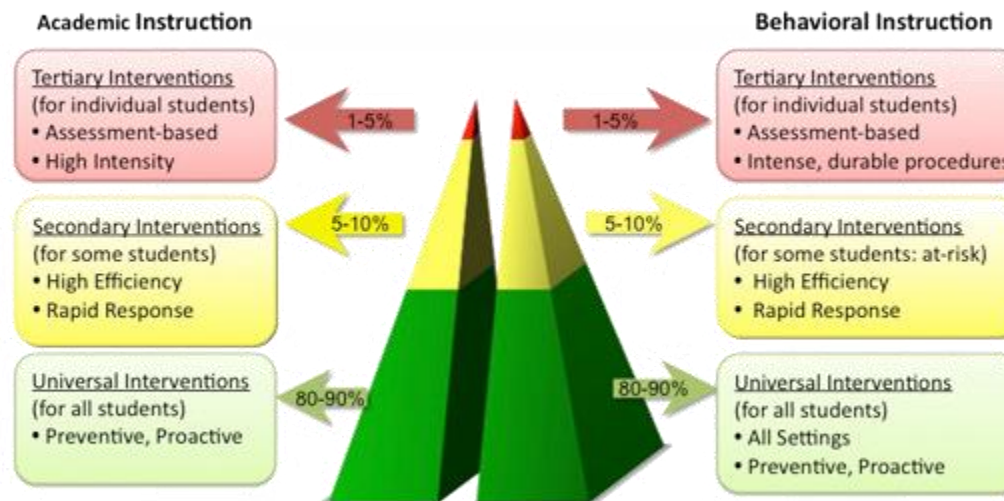 Academic Instruction
Tertiary Interventions
(for individual students)
• Assessment-based
• High Intensity
1-5%
Secondary Interventions
(for some students)
• High Efficiency
• Rapid Response
5-10%
Universal Interventions
(for all students)
• Preventive, Proactive
80-90%
Behavioral Instruction
1-5%
Tertiary Interventions
(for individual students)
• Assessment-based
• Intense, durable procedures
5-10%
Secondary Interventions
(for some students: at-risk)
• High Efficiency
• Rapid Response
80-90%
Universal Interventions
(for all students)
• All Settings
• Preventive, Proactive